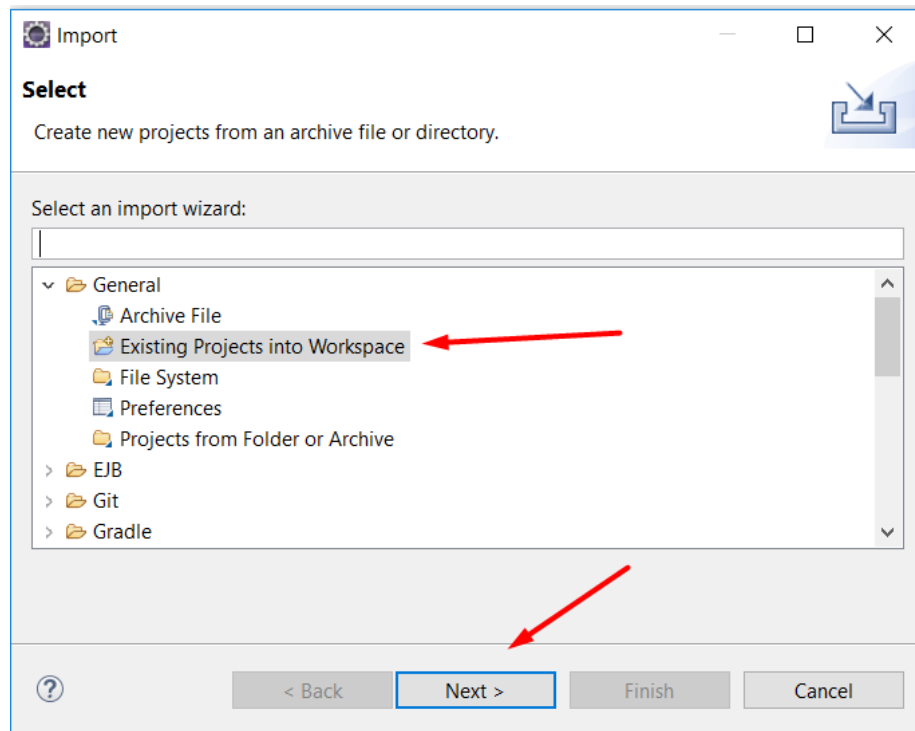 Import
Select
Create new projects from an archive file or directory.
Select an import wizard:
General
Archive File
Existing Projects into Workspace
File System
Preferences
Projects from Folder or Archive
EJB
Git
Gradle
?
< Back
Next >
Finish
Cancel